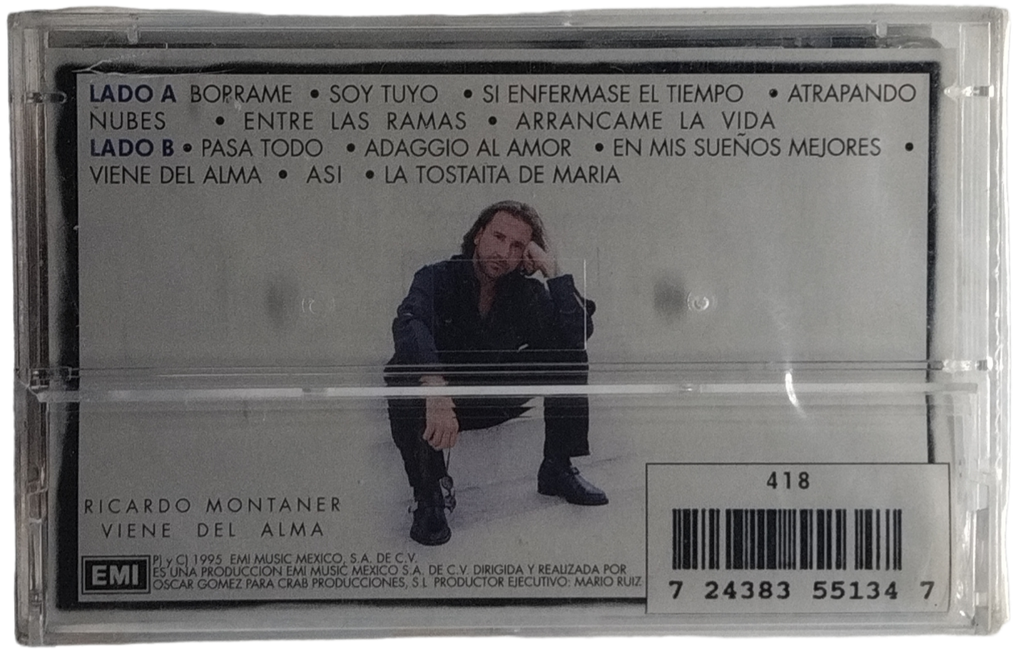 LADO A BORRAME • SOY TUYO • SI ENFERMASE EL TIEMPO • ATRAPANDO
NUBES • ENTRE LAS RAMAS • ARRANCAME LA VIDA
LADO B • PASA TODO • ADAGGIO AL AMOR • EN MIS SUEÑOS MEJORES •
VIENE DEL ALMA • ASI • LA TOSTAITA DE MARIA
RICARDO MONTANER
VIENE DEL ALMA
EMI
P) y C) 1995 EMI MUSIC MEXICO, S.A. DE C.V.
ES UNA PRODUCCION EMI MUSIC MEXICO S.A. DE C.V. DIRIGIDA Y REALIZADA POR
OSCAR GOMEZ PARA CRAB PRODUCCIONES, S.L PRODUCTOR EJECUTIVO: MARIO RUIZ
418
7 24383 55134 7